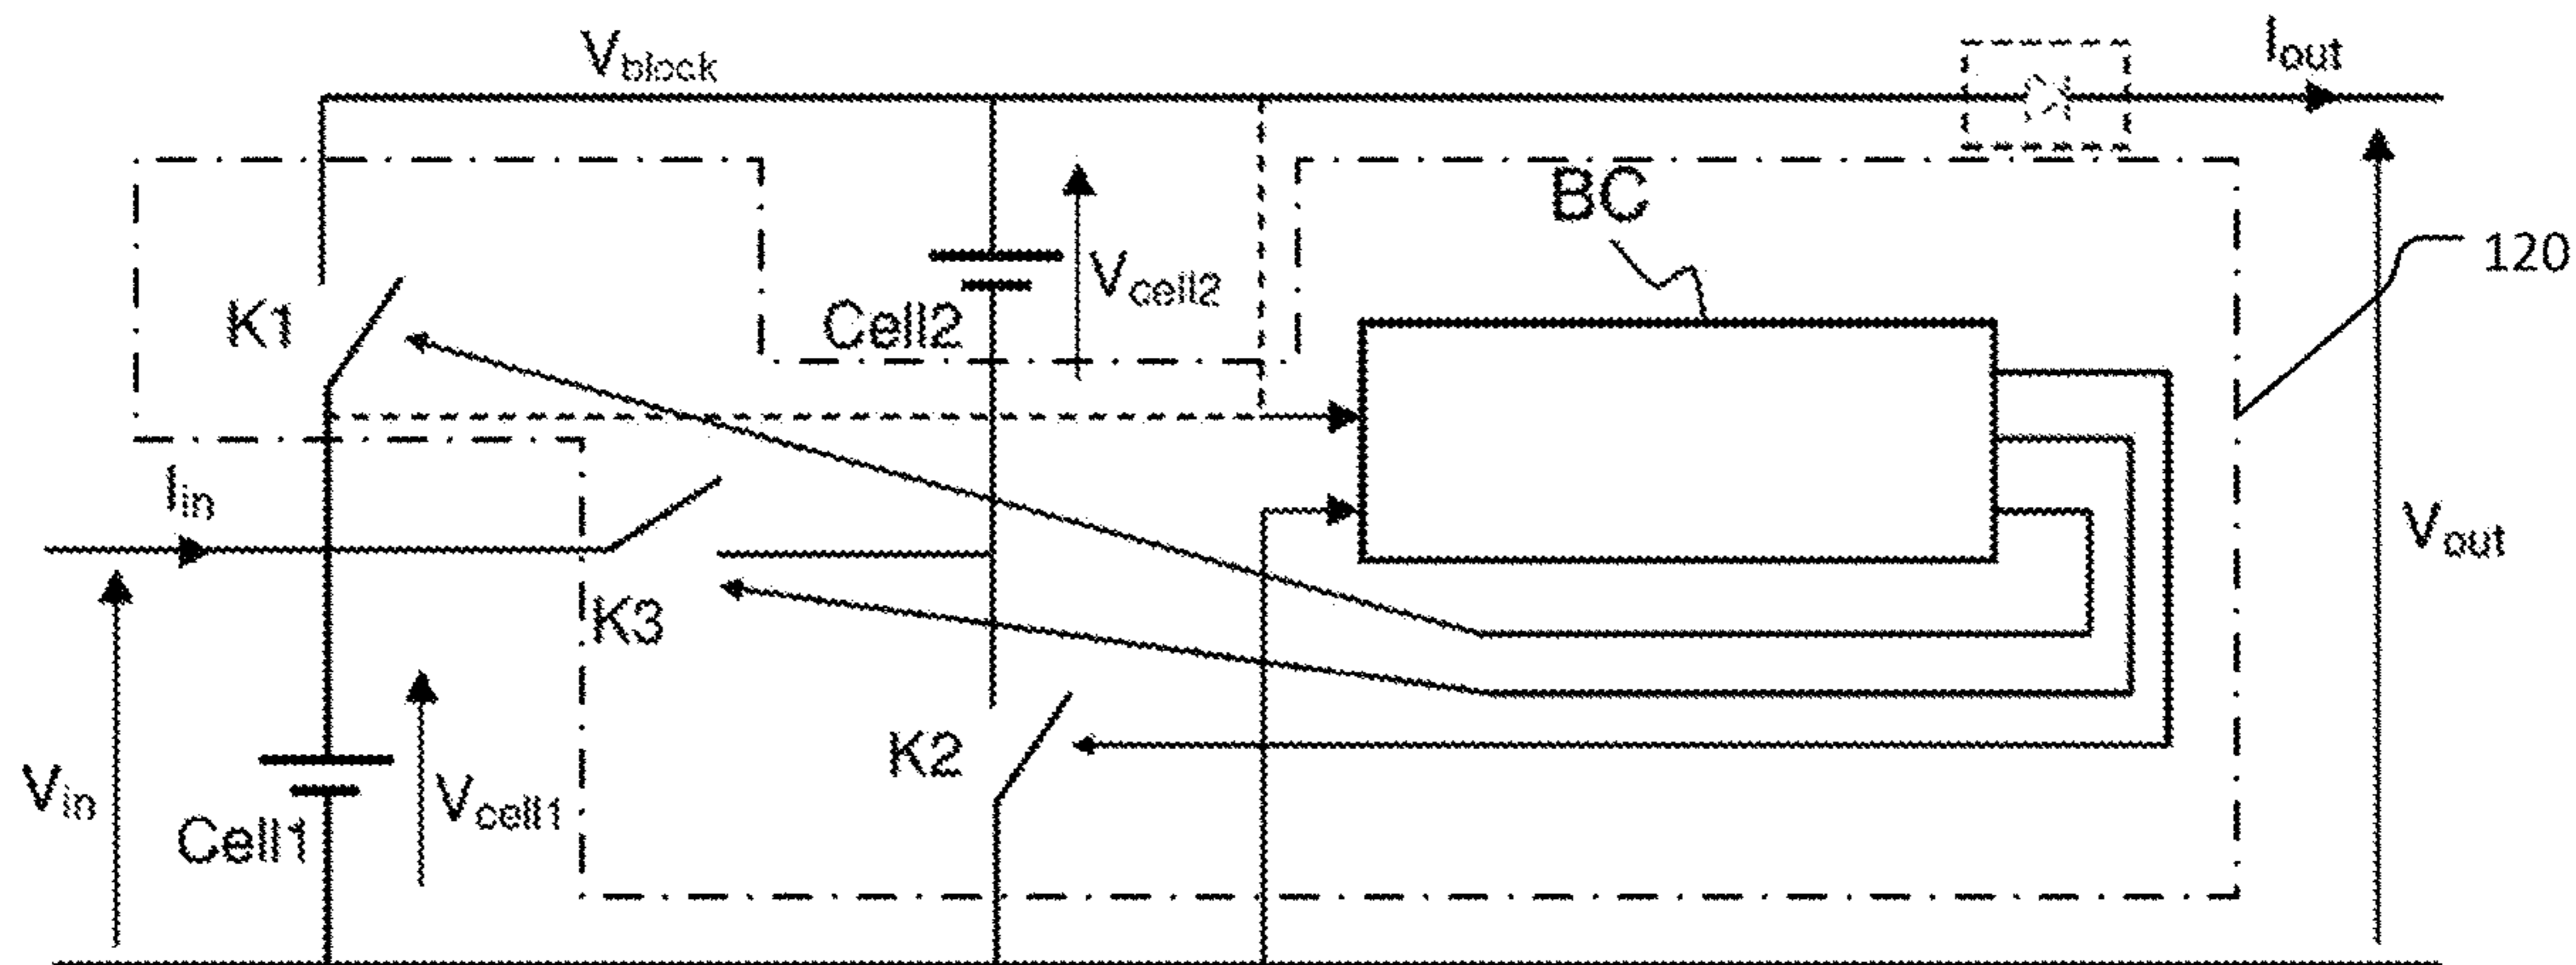 Vblock
Iout
BC
120
K1
Cell2
Vcell2
Iin
K3
Vout
K2
Vin
Vcell1
Cell1